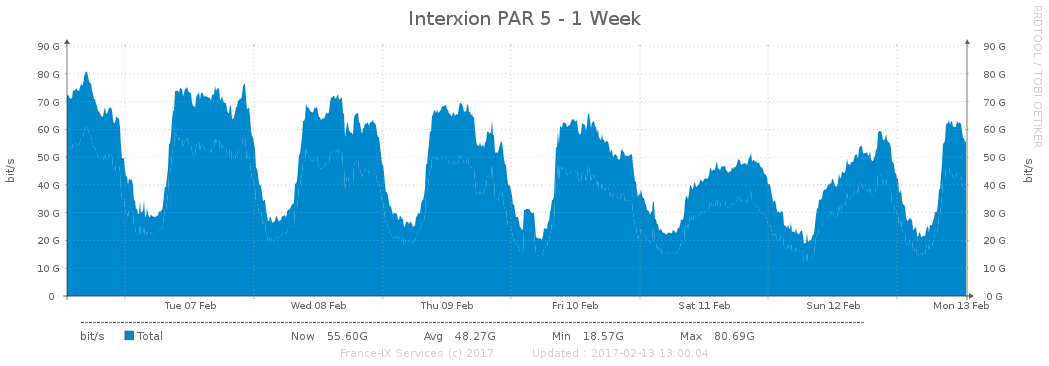 Interxion PAR 5 - 1 Week
RRDTOOL / TOBI OETIKER
90 G 90 G
80 G 80 G
70 G 70 G
60 G 60 G
50 G 50 G
40 G 40 G
30 G 30 G
20 G 20 G
10 G 10 G
0 0 G
bit/s
bit/s
Tue 07 Feb Wed 08 Feb Thu 09 Feb Fri 10 Feb Sat 11 Feb Sun 12 Feb Mon 13 Feb
bit/s Total Now 55.60G Avg 48.27G Min 18.57G Max 80.69G
France-IX Services (c) 2017 Updated : 2017-02-13 13:00:04